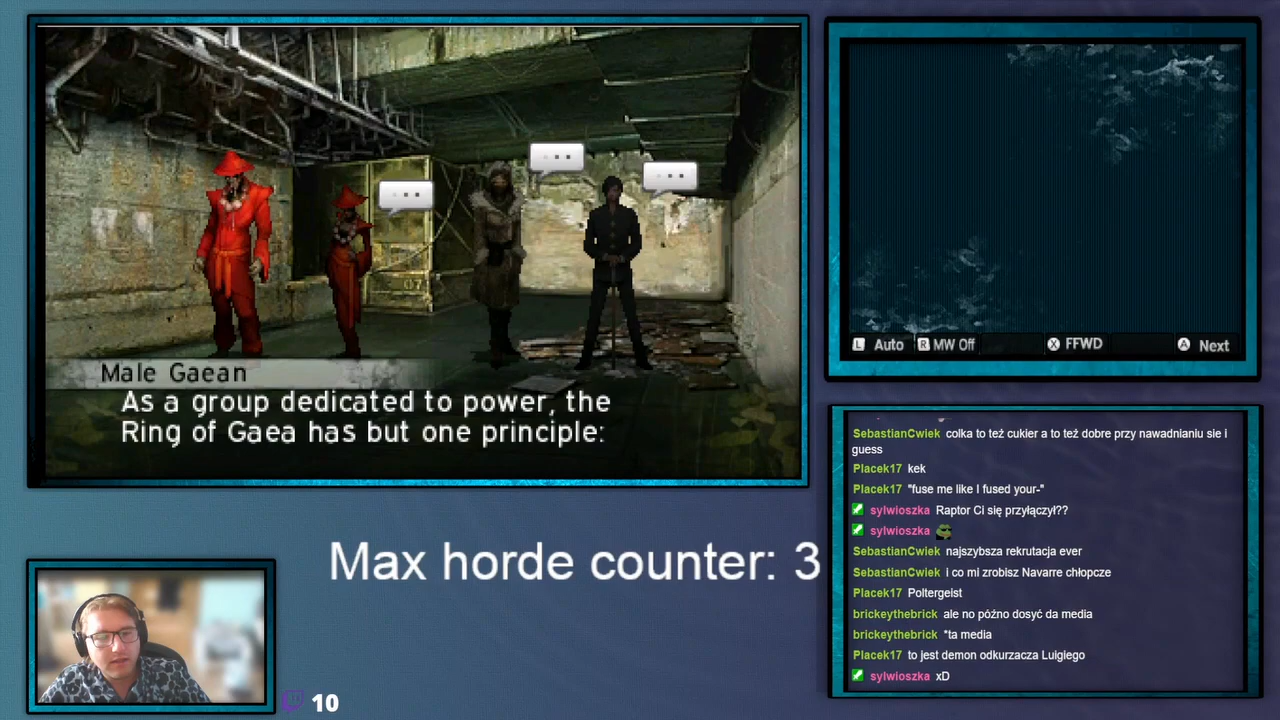 Male Gaean
As a group dedicated to power, the
Ring of Gaea has but one principle:
L Auto R MW Off X FFWD A Next
SebastianCwiek colka to też cukier a to też dobre przy nawadnianiu sie i
guess
Placek17 kek
Placek17 "fuse me like I fused your-"
sylwioszka Raptor Ci się przyłączył??
sylwioszka
SebastianCwiek najszybsza rekrutacja ever
SebastianCwiek i co mi zrobisz Navarre chłopcze
Placek17 Poltergeist
brickeythebrick ale no późno dosyć da media
brickeythebrick *ta media
Placek17 to jest demon odkurzacza Luigiego
sylwioszka xD
Max horde counter: 3
10
07